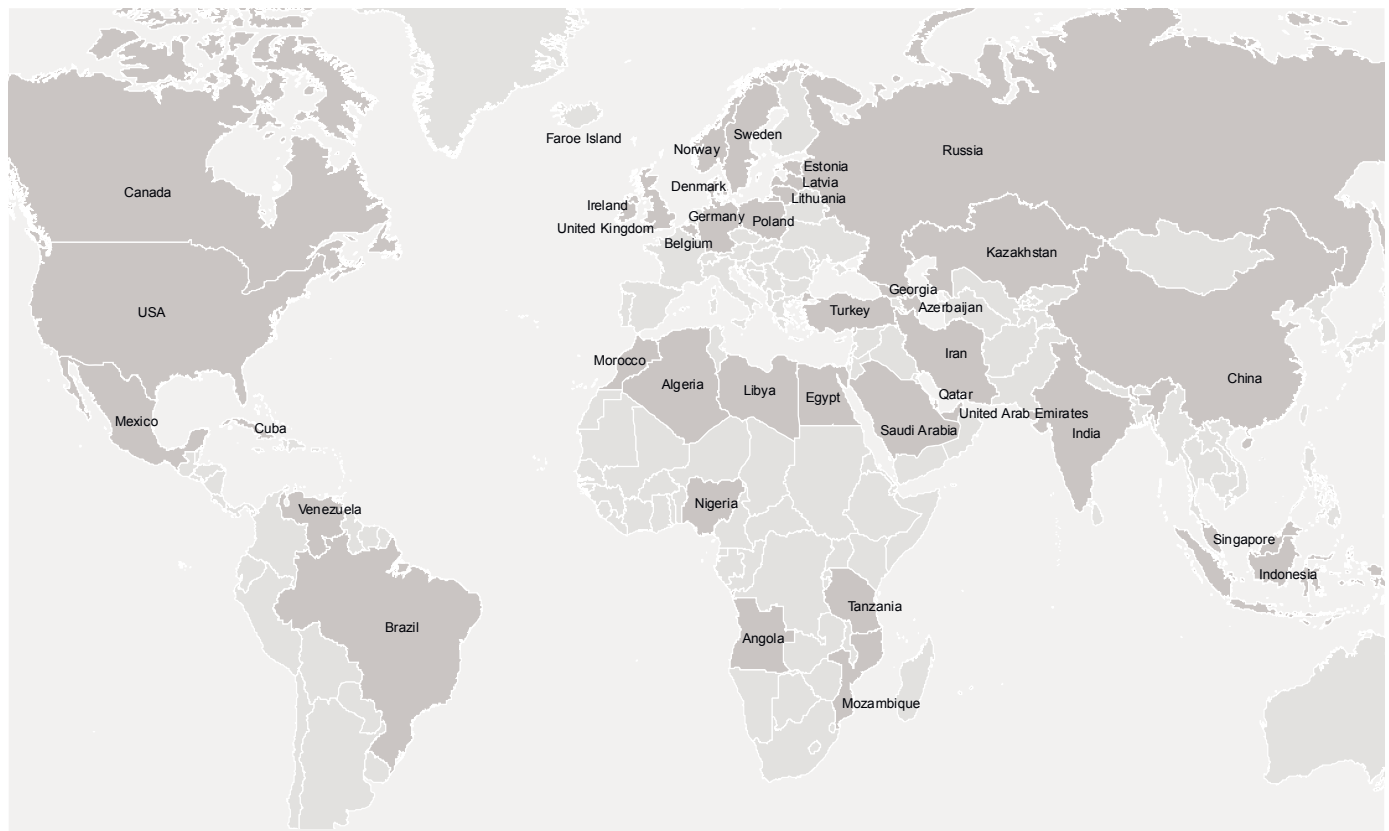 Faroe Island
Sweden
Norway
Russia
Estonia
Latvia
Denmark
Canada
Lithuania
Ireland
Germany
Poland
United Kingdom
Belgium
Kazakhstan
Georgia
Azerbaijan
USA
Turkey
Iran
Morocco
China
Algeria
Libya
Qatar
Egypt
United Arab Emirates
Mexico
Cuba
Saudi Arabia
India
Nigeria
Venezuela
Singapore
Indonesia
Tanzania
Brazil
Angola
Mozambique